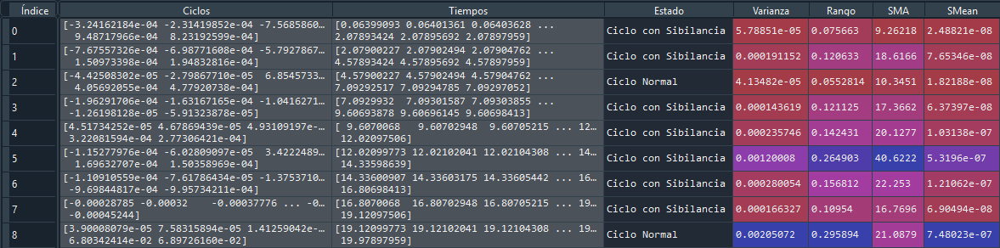 Índice Ciclos Tiempos Estado Varianza Rango SMA SMean
0 [-3.24162184e-04 -2.31419852e-04 -7.5685860… 9.48717966e-04 8.23192599e-04] [0.06399093 0.06401361 0.06403628 ... 2.07893424 2.07895692 2.07897959] Ciclo con Sibilancia 5.78851e-05 0.075663 9.26218 2.48821e-08
1 [-7.67557326e-04 -6.98771608e-04 -5.7927867… 1.50973398e-04 1.94832816e-04] [2.07900227 2.07902494 2.07904762 ... 4.57893424 4.57895692 4.57897959] Ciclo con Sibilancia 0.000191152 0.120633 18.6166 7.65346e-08
2 [-4.42508302e-05 -2.79867710e-05 6.8545733… 4.05692055e-04 4.77920738e-04] [4.57900227 4.57902494 4.57904762 ... 7.09292517 7.09294785 7.09297052] Ciclo Normal 4.13482e-05 0.0552814 10.3451 1.82188e-08
3 [-1.96291706e-04 -1.63167165e-04 -1.0416271… -1.26198128e-05 -5.91323878e-05] [7.0929932 7.09301587 7.09303855 ... 9.60693878 9.60696145 9.60698413] Ciclo con Sibilancia 0.000143619 0.121125 17.3662 6.37397e-08
4 [4.51734252e-05 4.67869439e-05 4.93109197e-… 3.22081594e-04 2.77306421e-04] [ 9.6070068 9.60702948 9.60705215 ... 12… 12.02097506] Ciclo con Sibilancia 0.000235746 0.142431 20.1277 1.03138e-07
5 [-1.15277976e-04 -6.02809097e-05 3.4222489… 1.69632707e-04 1.50358969e-04] [12.02099773 12.02102041 12.02104308 ... 14… 14.33598639] Ciclo con Sibilancia 0.00120008 0.264903 40.6222 5.3196e-07
6 [-1.10910559e-04 -7.61786434e-05 -1.3753710… -9.69844817e-04 -9.95734211e-04] [14.33600907 14.33603175 14.33605442 ... 16… 16.80698413] Ciclo con Sibilancia 0.000280054 0.156812 22.253 1.21062e-07
7 [-0.00028785 -0.00032 -0.00037776 ... -0… -0.00045244] [16.8070068 16.80702948 16.80705215 ... 19… 19.12097506] Ciclo con Sibilancia 0.000166327 0.10954 16.7696 6.90494e-08
8 [3.90008079e-05 7.58315894e-05 1.41259042e-… 6.80342414e-02 6.89726160e-02] [19.12099773 19.12102041 19.12104308 ... 19… 19.97897959] Ciclo Normal 0.00205072 0.295894 21.0879 7.48023e-07